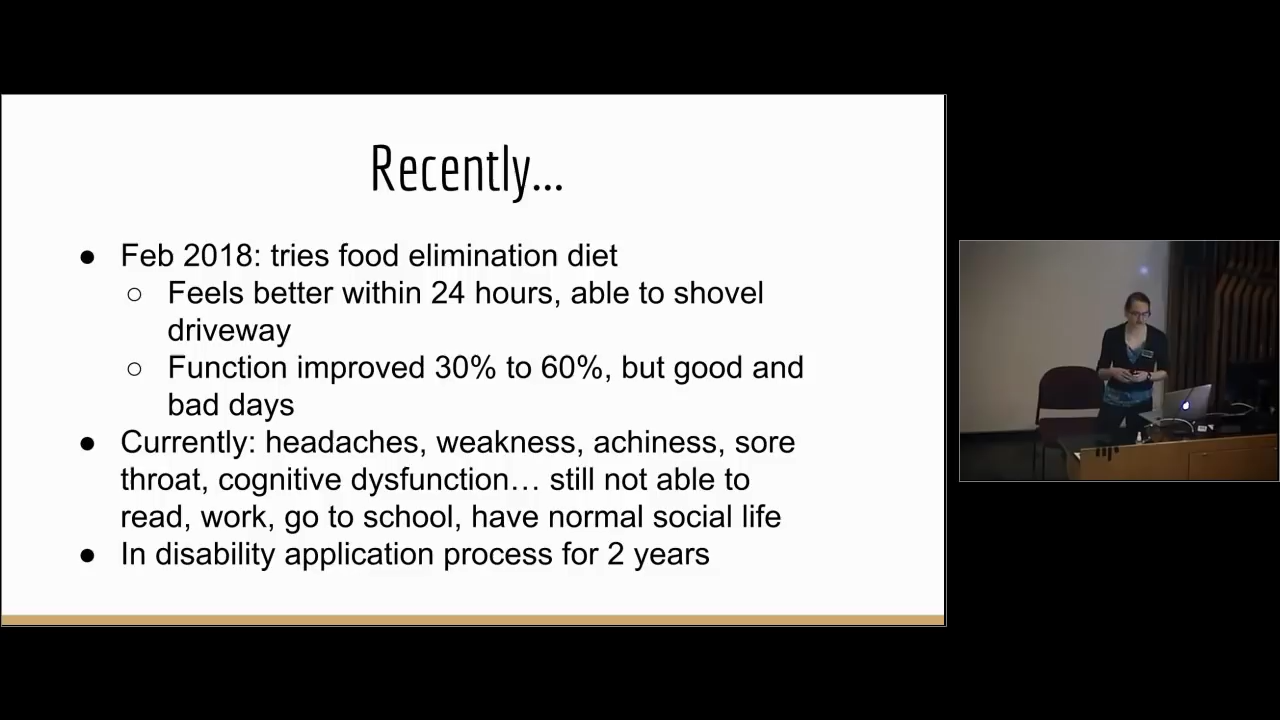 Recently...
● Feb 2018: tries food elimination diet
○ Feels better within 24 hours, able to shovel
driveway
○ Function improved 30% to 60%, but good and
bad days
● Currently: headaches, weakness, achiness, sore
throat, cognitive dysfunction… still not able to
read, work, go to school, have normal social life
● In disability application process for 2 years